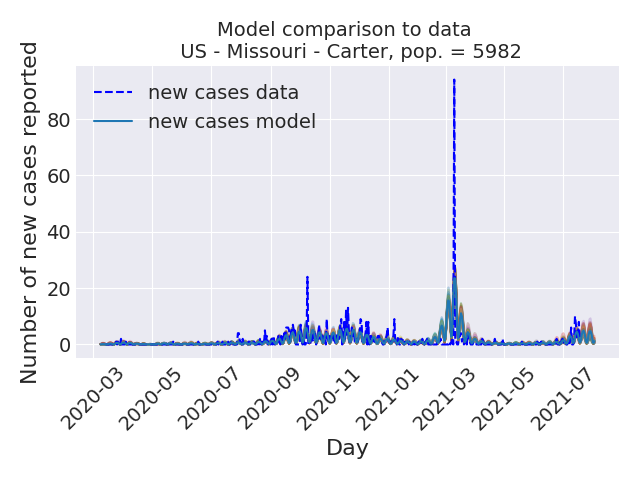 Model comparison to data
US - Missouri - Carter, pop. = 5982
Number of new cases reported
new cases data
new cases model
80
60
40
20
0
2020-03
2020-05
2020-07
2020-09
2020-11
2021-01
2021-03
2021-05
2021-07
Day